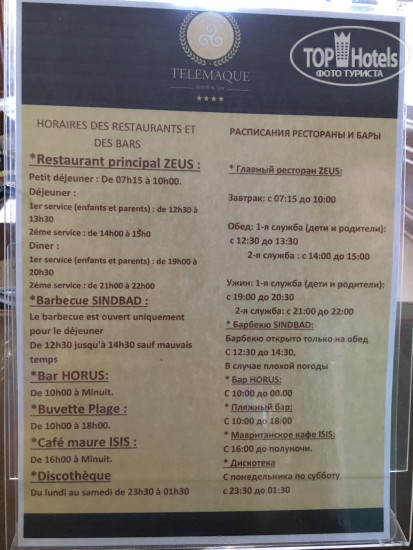 TOP Hotels
ФОТО ТУРИСТА
TELEMAQUE
HORAIRES DES RESTAURANTS ET
DES BARS
*Restaurant principal ZEUS :
Petit déjeuner : De 07h15 à 10h00.
Déjeuner :
1er service (enfants et parents) : de 12h30 à
13h30
2éme service : de 14h00 à 15h0
Diner :
1er service (enfants et parents) : de 19h00 à
20h30
2éme service : de 21h00 à 22h00
*Barbecue SINDBAD :
Le barbecue est ouvert uniquement
pour le déjeuner
De 12h30 jusqu'à 14h30 sauf mauvais
temps
*Bar HORUS:
De 10h00 à Minuit.
*Buvette Plage :
De 10h00 à 18h00.
*Café maure ISIS :
De 16h00 à Minuit.
*Discothèque
Du lundi au samedi de 23h30 à 01h30
РАСПИСАНИЯ РЕСТОРАНЫ И БАРЫ
* Главный ресторан ZEUS:
Завтрак: с 07:15 до 10:00
Обед: 1-я служба (дети и родители):
с 12:30 до 13:30
2-я служба : с 14:00 до 15:00
Ужин: 1-я служба (дети и родители):
с 19:00 до 20:30
2-я служба: с 21:00 до 22:00
* Барбекю SINDBAD:
Барбекю открыто только на обед
С 12:30 до 14:30,
В случае плохой погоды
* Бар HORUS:
С 10:00 до 00.00
* Пляжный бар:
С 10:00 до 18:00
* Мавританское кафе ISIS:
С 16:00 до полуночи.
* Дискотека
С понедельника по субботу
с 23:30 до 01:30